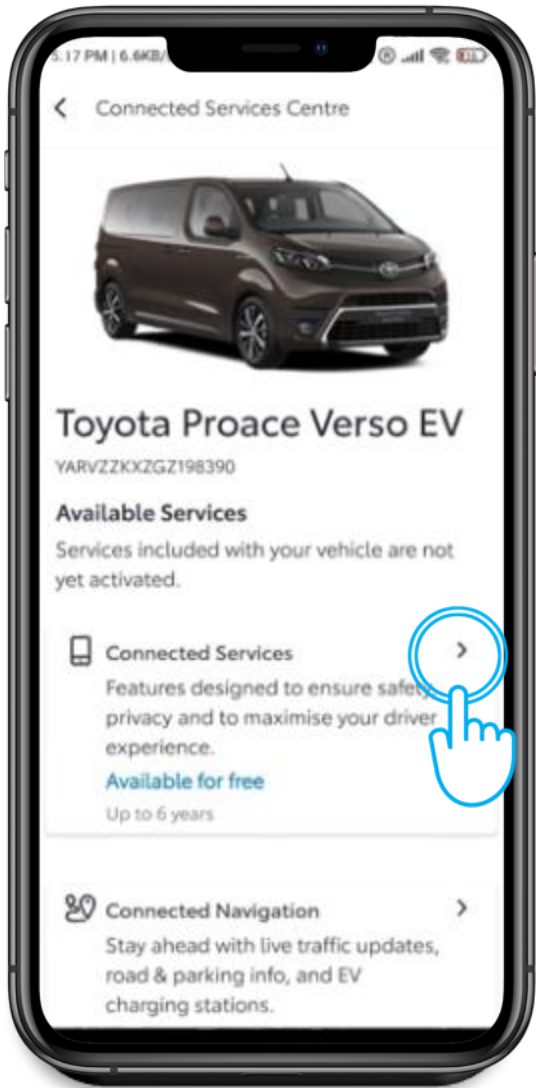 5:17 PM | 6.6KB/
Connected Services Centre
Toyota Proace Verso EV
YARVZZKXZGZ198390
Available Services
Services included with your vehicle are not
yet activated.
Connected Services
Features designed to ensure safety
privacy and to maximise your driver
experience.
Available for free
Up to 6 years
Connected Navigation
Stay ahead with live traffic updates,
road & parking info, and EV
charging stations.